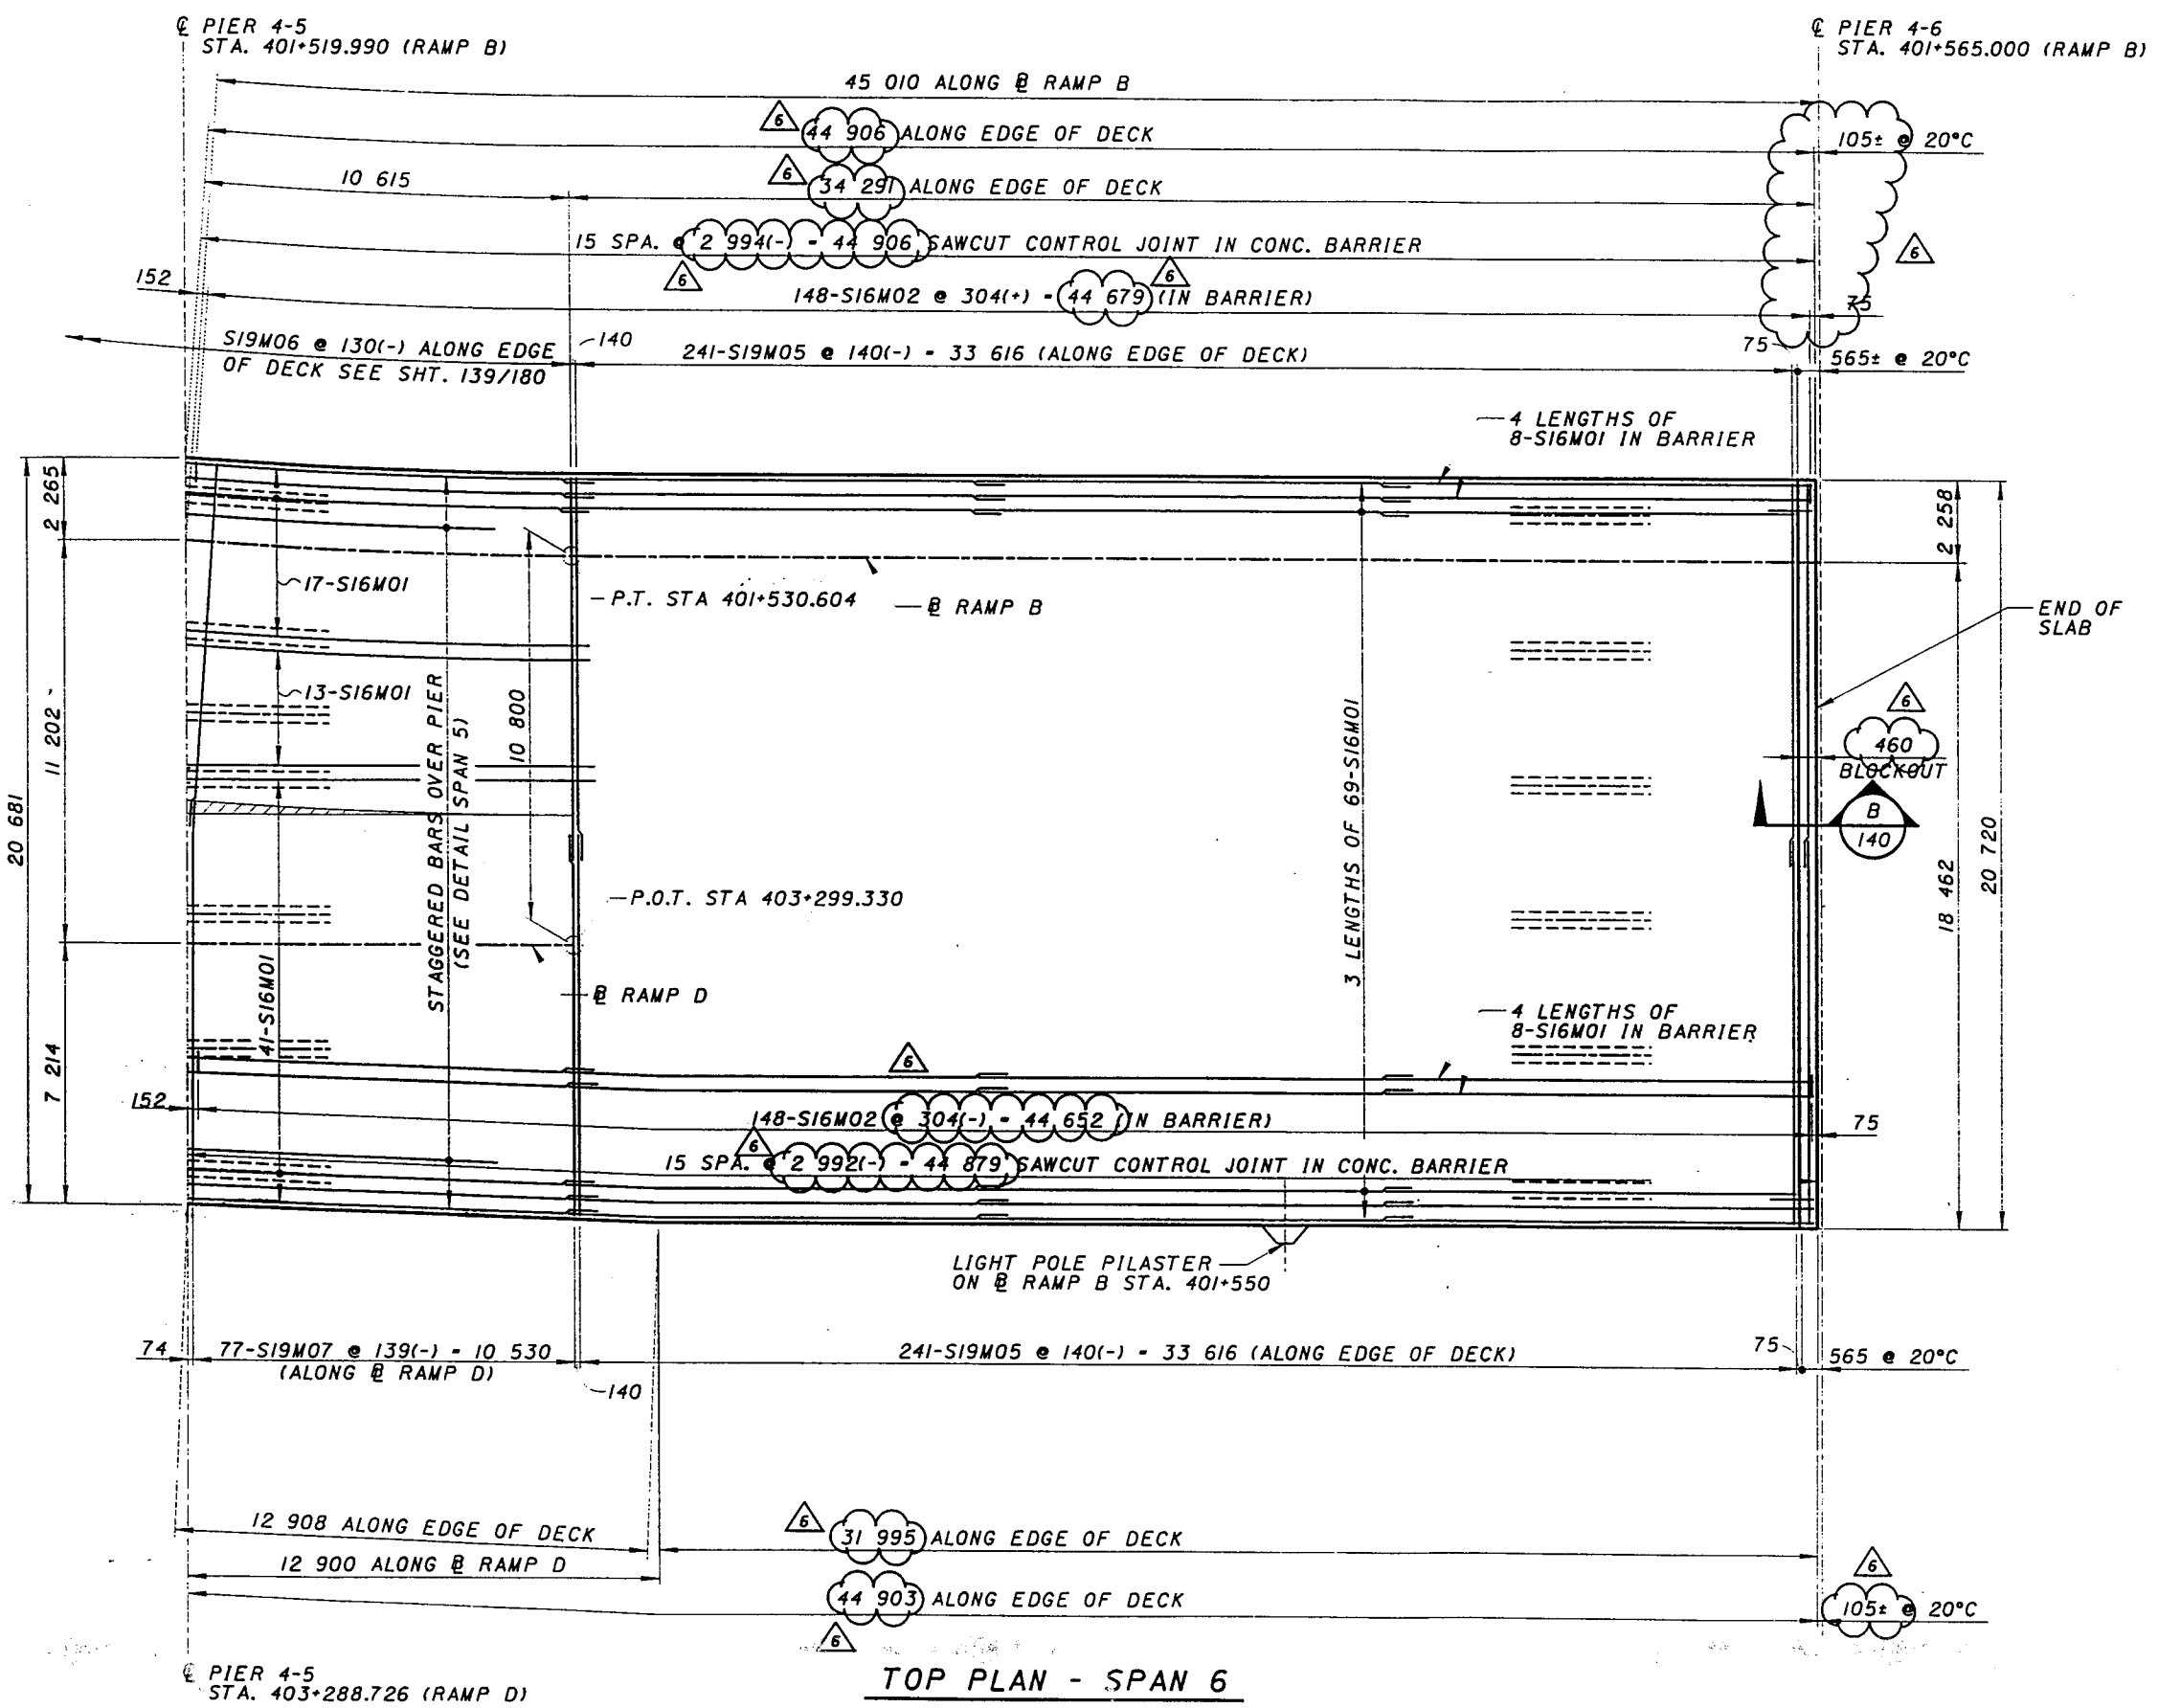 ℄ PIER 4-5
STA. 401+519.990 (RAMP B)
℄ PIER 4-6
STA. 401+565.000 (RAMP B)
45 010 ALONG ⅊ RAMP B
6
44 906 ALONG EDGE OF DECK
105± @ 20°C
10 615
6
34 291 ALONG EDGE OF DECK
15 SPA. @ 2 994(-) = 44 906 SAWCUT CONTROL JOINT IN CONC. BARRIER
6
6
6
152
148-S16M02 @ 304(+) = 44 679 (IN BARRIER)
75
S19M06 @ 130(-) ALONG EDGE
OF DECK SEE SHT. 139/180
140
241-S19M05 @ 140(-) = 33 616 (ALONG EDGE OF DECK)
75
565± @ 20°C
4 LENGTHS OF
8-S16M01 IN BARRIER
2 265
2 258
17-S16M01
P.T. STA 401+530.604
⅊ RAMP B
END OF
SLAB
13-S16M01
11 202
10 800
STAGGERED BARS OVER PIER
(SEE DETAIL SPAN 5)
3 LENGTHS OF 69-S16M01
6
460
BLOCKOUT
B
140
20 681
18 462
20 720
P.O.T. STA 403+299.330
41-S16M01
⅊ RAMP D
4 LENGTHS OF
8-S16M01 IN BARRIER
7 214
6
152
148-S16M02 @ 304(-) = 44 652 (IN BARRIER)
75
6
15 SPA. @ 2 992(-) = 44 879 SAWCUT CONTROL JOINT IN CONC. BARRIER
LIGHT POLE PILASTER
ON ⅊ RAMP B STA. 401+550
74
77-S19M07 @ 139(-) = 10 530
(ALONG ⅊ RAMP D)
140
241-S19M05 @ 140(-) = 33 616 (ALONG EDGE OF DECK)
75
565 @ 20°C
12 908 ALONG EDGE OF DECK
6
31 995 ALONG EDGE OF DECK
12 900 ALONG ⅊ RAMP D
44 903 ALONG EDGE OF DECK
6
6
105± @ 20°C
℄ PIER 4-5
STA. 403+288.726 (RAMP D)
TOP PLAN - SPAN 6